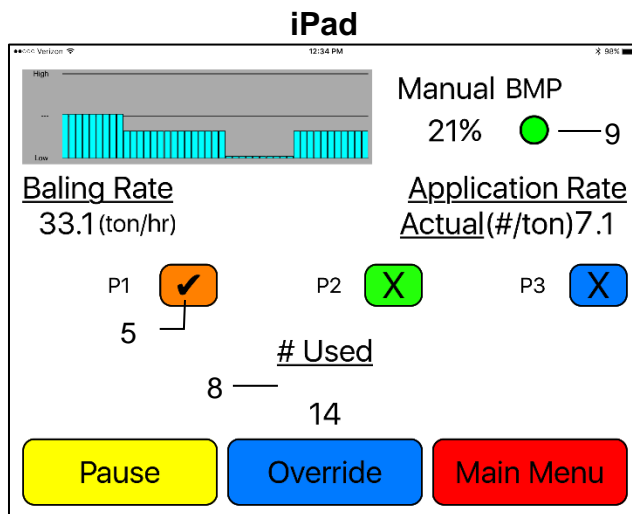 iPad
●●○○○ Verizon 12:34 PM 98%
High
---
Low
Manual BMP
21% 9
Baling Rate
33.1(ton/hr)
Application Rate
Actual(#/ton)7.1
P1 ✔ P2 X P3 X
5
# Used
8
14
Pause Override Main Menu